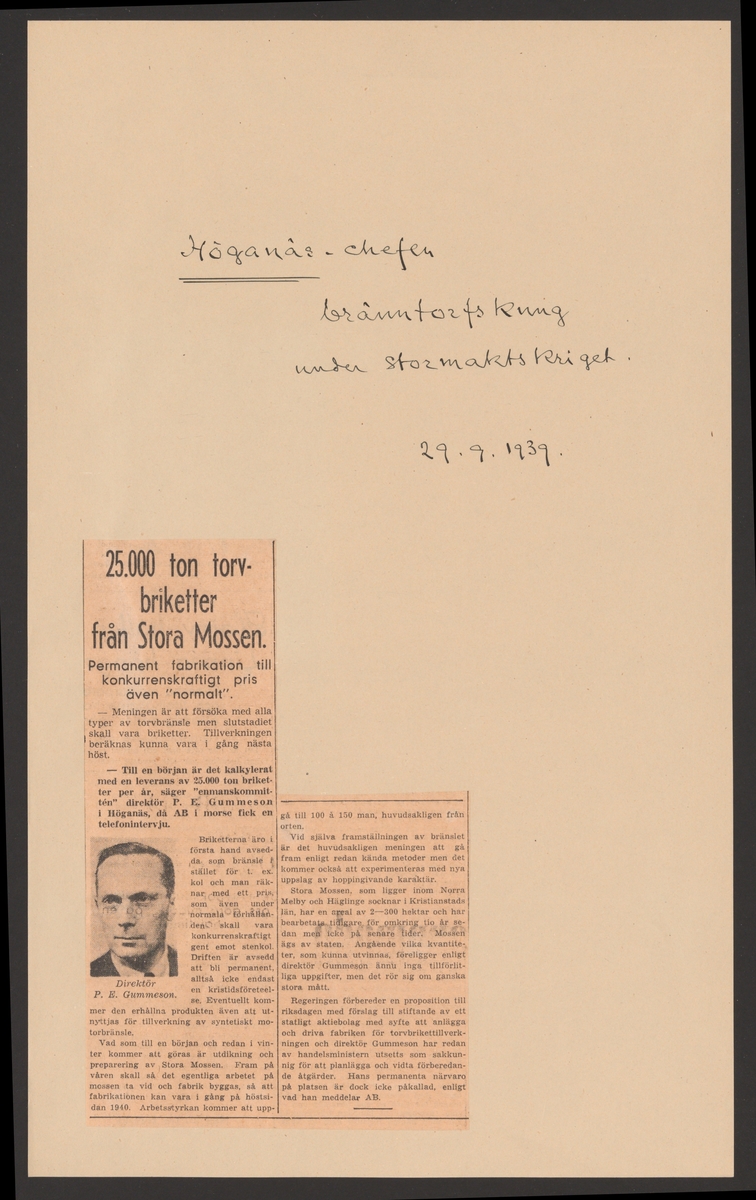 Höganäs-chefen
bränntorfskung
under stormaktskriget.
29.9.1939.
25.000 ton torv-
briketter
från Stora Mossen.
Permanent fabrikation till
konkurrenskraftigt pris
även "normalt".
— Meningen är att försöka med alla
typer av torvbränsle men slutstadiet
skall vara briketter. Tillverkningen
beräknas kunna vara i gång nästa
höst.
— Till en början är det kalkylerat
med en leverans av 25.000 ton briket-
ter per år, säger "enmanskommit-
tén" direktör P. E. Gummeson
i Höganäs, då AB i morse fick en
telefonintervju.
Briketterna äro i
första hand avsed-
da som bränsle i
stället för t. ex.
kol och man räk-
nar med ett pris,
som även under
normala förhållan-
den skall vara
konkurrenskraftigt
gent emot stenkol.
Driften är avsedd
att bli permanent,
alltså icke endast
en kristidsföreteel-
se. Eventuellt kom-
Direktör
P. E. Gummeson.
mer den erhållna produkten även att ut-
nyttjas för tillverkning av syntetiskt mo-
torbränsle.
Vad som till en början och redan i vin-
ter kommer att göras är utdikning och
preparering av Stora Mossen. Fram på
våren skall så det egentliga arbetet på
mossen ta vid och fabrik byggas, så att
fabrikationen kan vara i gång på höstsi-
dan 1940. Arbetsstyrkan kommer att upp-
gå till 100 à 150 man, huvudsakligen från
orten.
Vid själva framställningen av bränslet
är det huvudsakligen meningen att gå
fram enligt redan kända metoder men det
kommer också att experimenteras med nya
uppslag av hoppingivande karaktär.
Stora Mossen, som ligger inom Norra
Melby och Häglinge socknar i Kristianstads
län, har en areal av 2—300 hektar och har
bearbetats tidigare för omkring tio år se-
dan men icke på senare tider. Mossen
ägs av staten. Angående vilka kvantite-
ter, som kunna utvinnas, föreligger enligt
direktör Gummeson ännu inga tillförlit-
liga uppgifter, men det rör sig om ganska
stora mått.
Regeringen förbereder en proposition till
riksdagen med förslag till stiftande av ett
statligt aktiebolag med syfte att anlägga
och driva fabriken för torvbrikettillverk-
ningen och direktör Gummeson har redan
av handelsministern utsetts som sakkun-
nig för att planlägga och vidta förberedan-
de åtgärder. Hans permanenta närvaro
på platsen är dock icke påkallad, enligt
vad han meddelar AB.